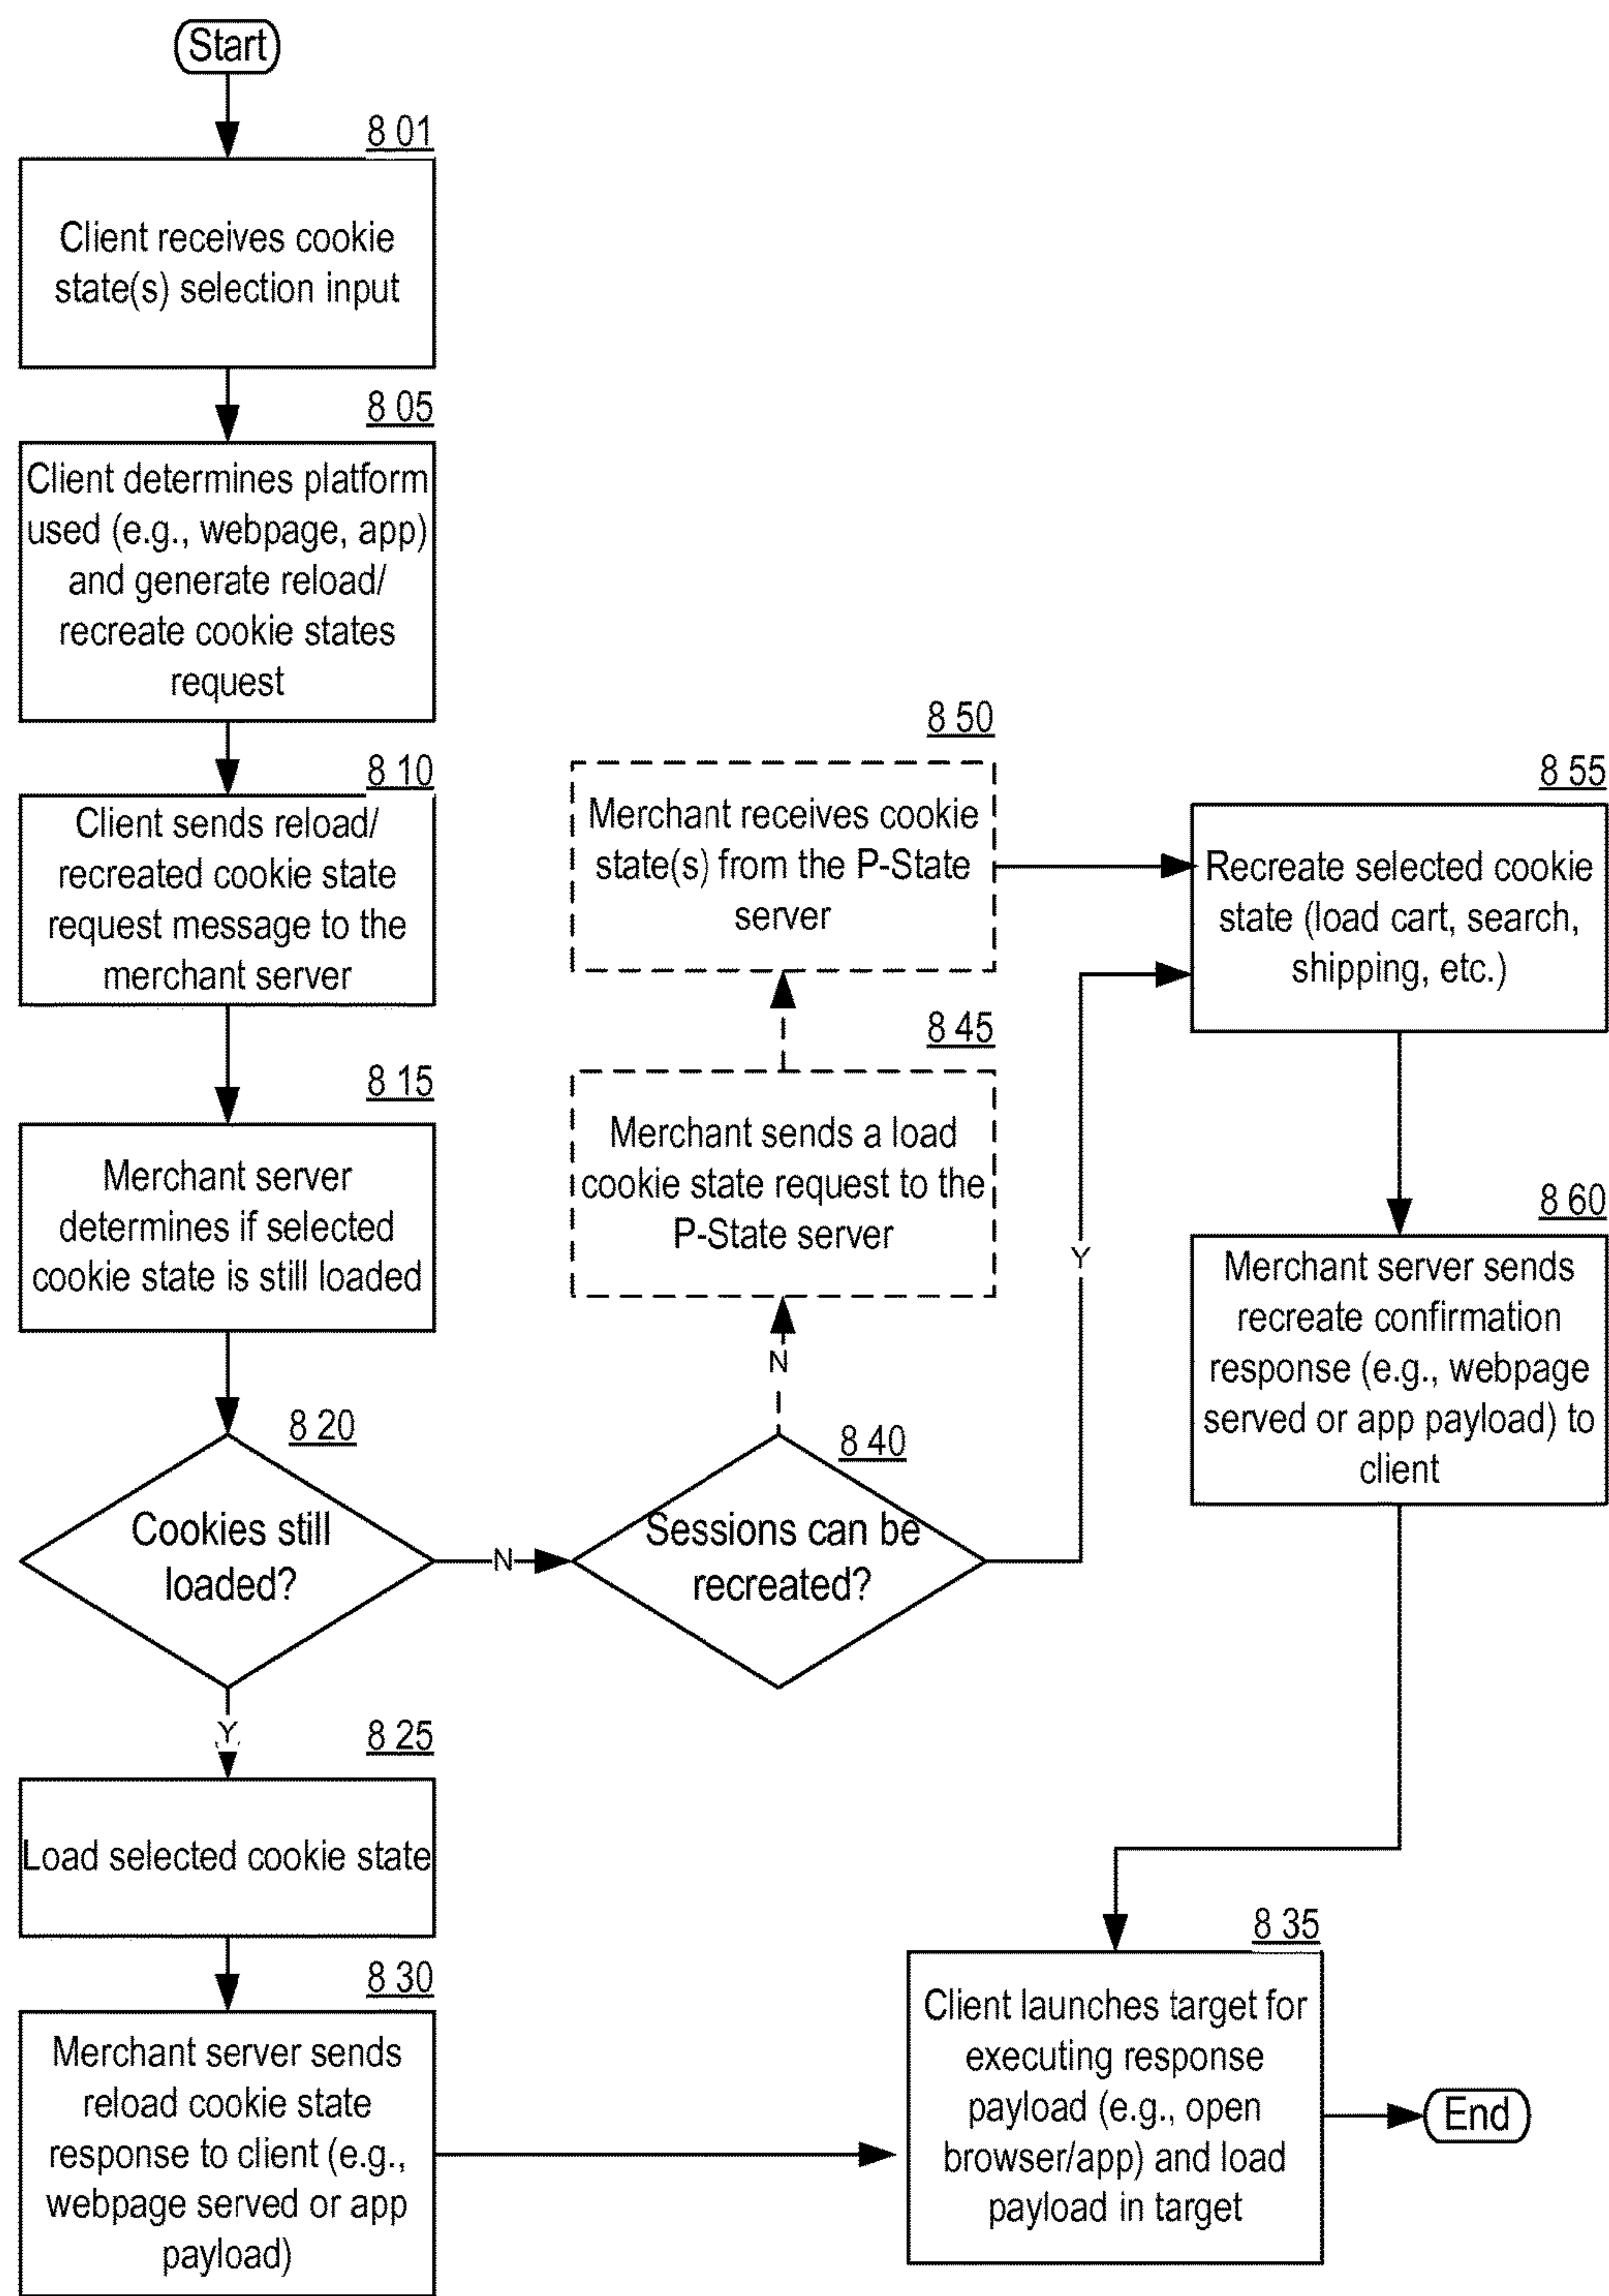 Start
8 01
Client receives cookie
state(s) selection input
8 05
Client determines platform
used (e.g., webpage, app)
and generate reload/
recreate cookie states
request
8 10
Client sends reload/
recreated cookie state
request message to the
merchant server
8 15
Merchant server
determines if selected
cookie state is still loaded
8 20
Cookies still
loaded?
N
Y
8 25
Load selected cookie state
8 30
Merchant server sends
reload cookie state
response to client (e.g.,
webpage served or app
payload)
8 40
Sessions can be
recreated?
N
Y
8 45
Merchant sends a load
cookie state request to the
P-State server
8 50
Merchant receives cookie
state(s) from the P-State
server
8 55
Recreate selected cookie
state (load cart, search,
shipping, etc.)
8 60
Merchant server sends
recreate confirmation
response (e.g., webpage
served or app payload) to
client
8 35
Client launches target for
executing response
payload (e.g., open
browser/app) and load
payload in target
End